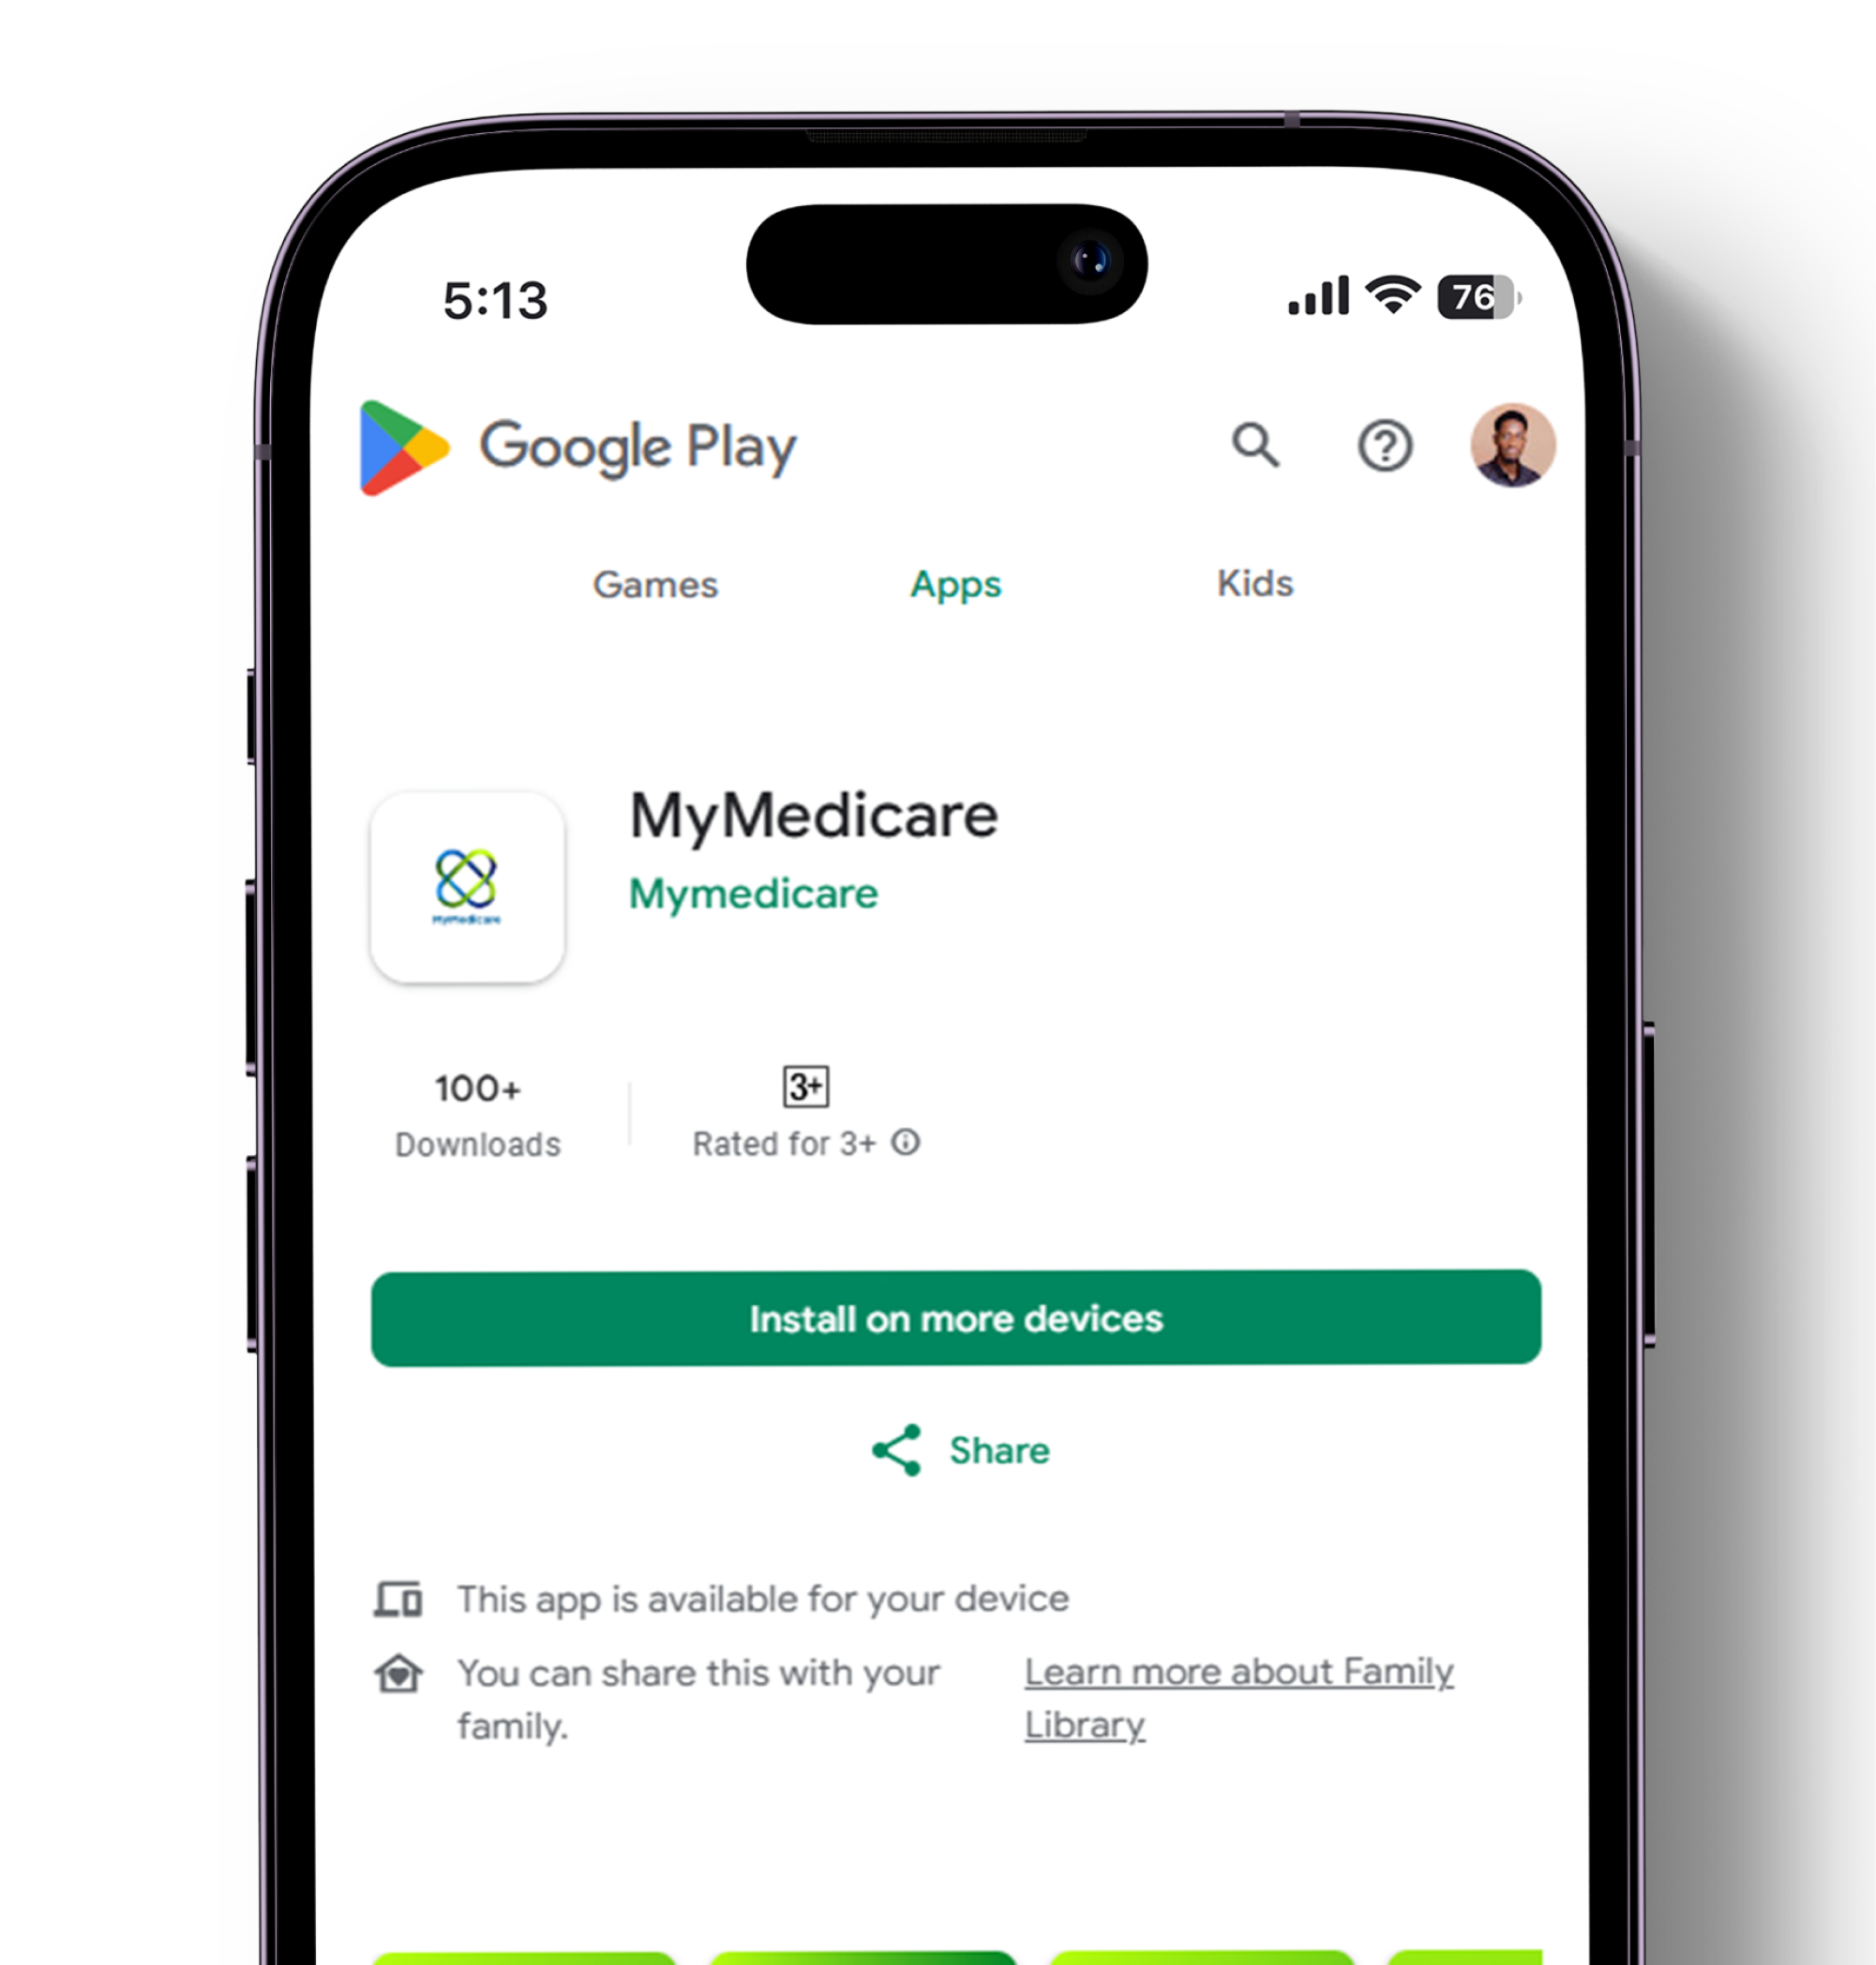 5:13
76
Google Play
Games
Apps
Kids
MyMedicare
Mymedicare
MyMedicare
100+
Downloads
3+
Rated for 3+
Install on more devices
Share
This app is available for your device
You can share this with your
family.
Learn more about Family
Library